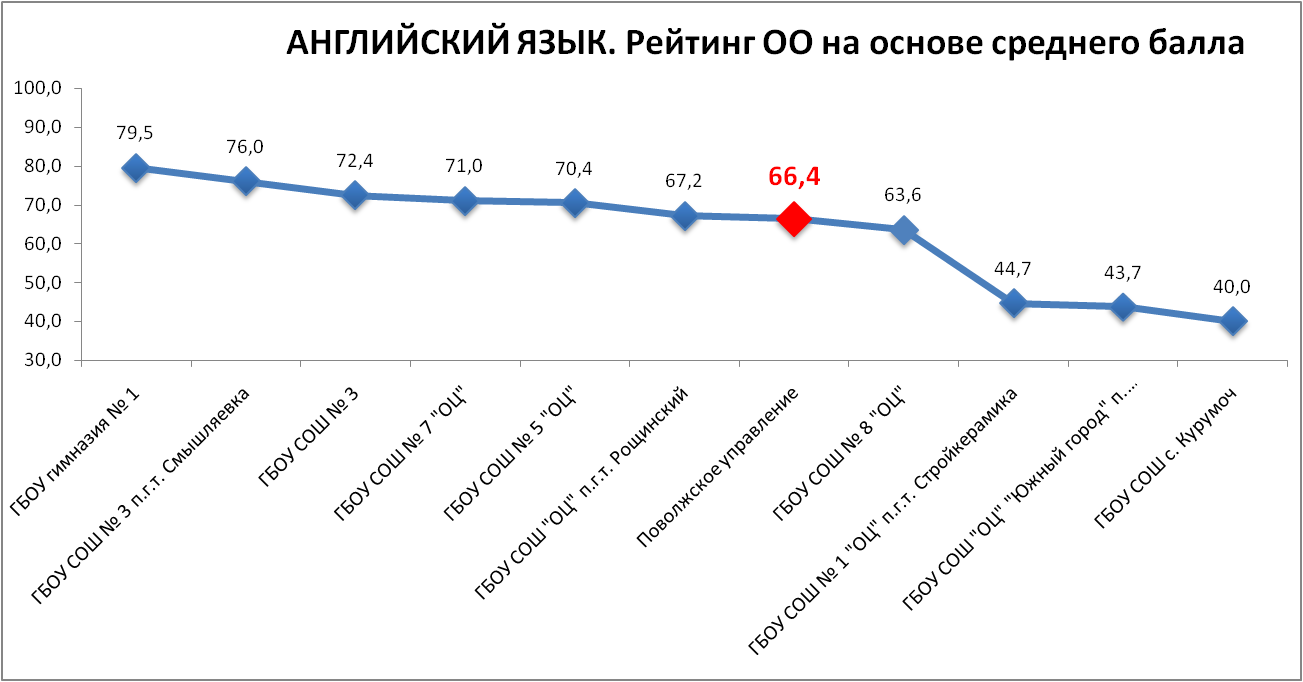 АНГЛИЙСКИЙ ЯЗЫК. Рейтинг ОО на основе среднего балла
100,0
90,0
80,0
70,0
60,0
50,0
40,0
30,0
79,5
76,0
72,4
71,0
70,4
67,2
66,4
63,6
44,7
43,7
40,0
ГБОУ гимназия № 1
ГБОУ СОШ № 3 п.г.т. Смышляевка
ГБОУ СОШ № 3
ГБОУ СОШ № 7 "ОЦ"
ГБОУ СОШ № 5 "ОЦ"
ГБОУ СОШ "ОЦ" п.г.т. Рощинский
Поволжское управление
ГБОУ СОШ № 8 "ОЦ"
ГБОУ СОШ № 1 "ОЦ" п.г.т. Стройкерамика
ГБОУ СОШ "ОЦ" "Южный город" п....
ГБОУ СОШ с. Курумоч